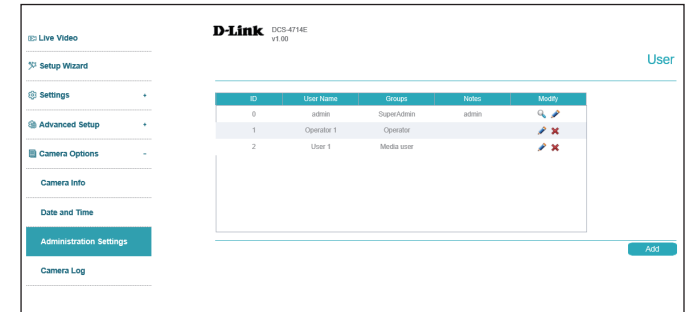 D-Link DCS-4714E
v1.00
Live Video
Setup Wizard
Settings +
Advanced Setup +
Camera Options -
Camera Info
Date and Time
Administration Settings
Camera Log
User
ID User Name Groups Notes Modify
0 admin SuperAdmin admin
1 Operator 1 Operator
2 User 1 Media user
Add